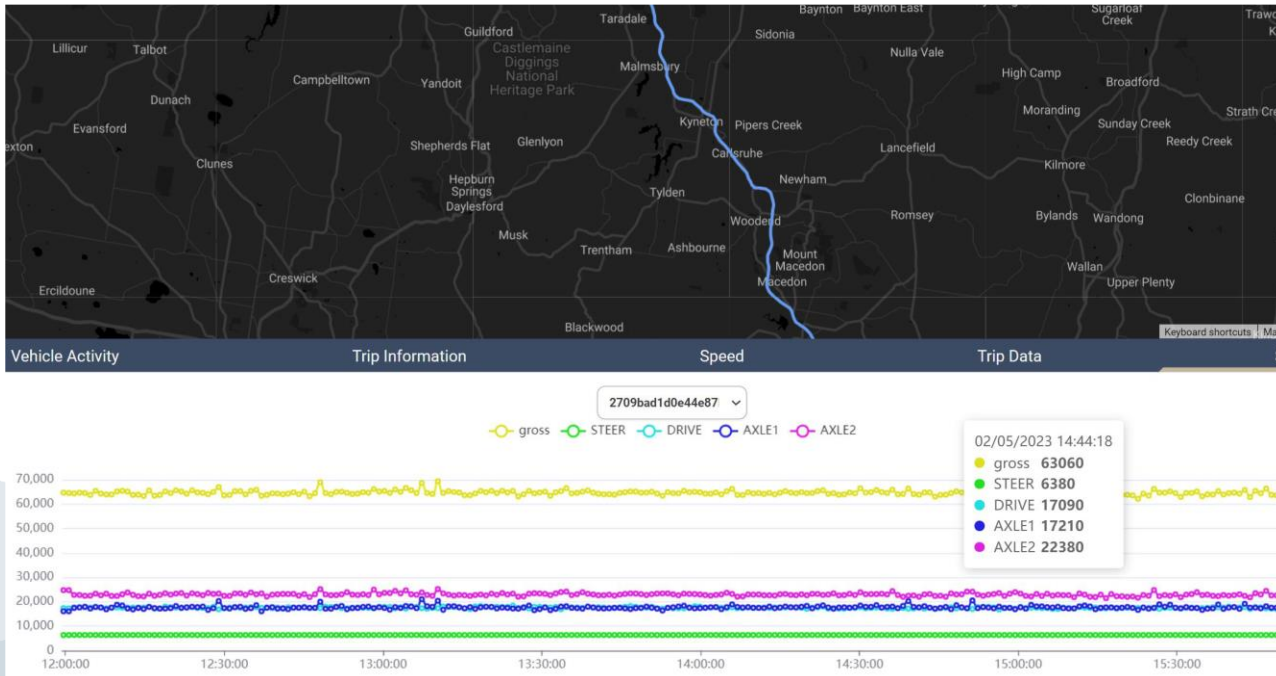 Taradale
Baynton
Baynton East
Sugarloaf
Creek
Guildford
Sidonia
Lillicur
Talbot
Castlemaine
Diggings
National
Heritage Park
Nulla Vale
Malmsbury
High Camp
Broadford
Campbelltown
Yandoit
Dunach
Moranding
Strath Cre
Evansford
Kyneton
Pipers Creek
Sunday Creek
Shepherds Flat
Glenlyon
Lancefield
Reedy Creek
exton
Carlsruhe
Clunes
Kilmore
Hepburn
Springs
Newham
Tylden
Clonbinane
Daylesford
Woodend
Romsey
Bylands
Wandong
Musk
Trentham
Ashbourne
Mount
Macedon
Wallan
Creswick
Macedon
Upper Plenty
Ercildoune
Blackwood
Keyboard shortcuts
Ma
Vehicle Activity
Trip Information
Speed
Trip Data
2709bad1d0e44e87
gross STEER DRIVE AXLE1 AXLE2
02/05/2023 14:44:18
gross 63060
STEER 6380
DRIVE 17090
AXLE1 17210
AXLE2 22380
70,000
60,000
50,000
40,000
30,000
20,000
10,000
0
12:00:00 12:30:00 13:00:00 13:30:00 14:00:00 14:30:00 15:00:00 15:30:00